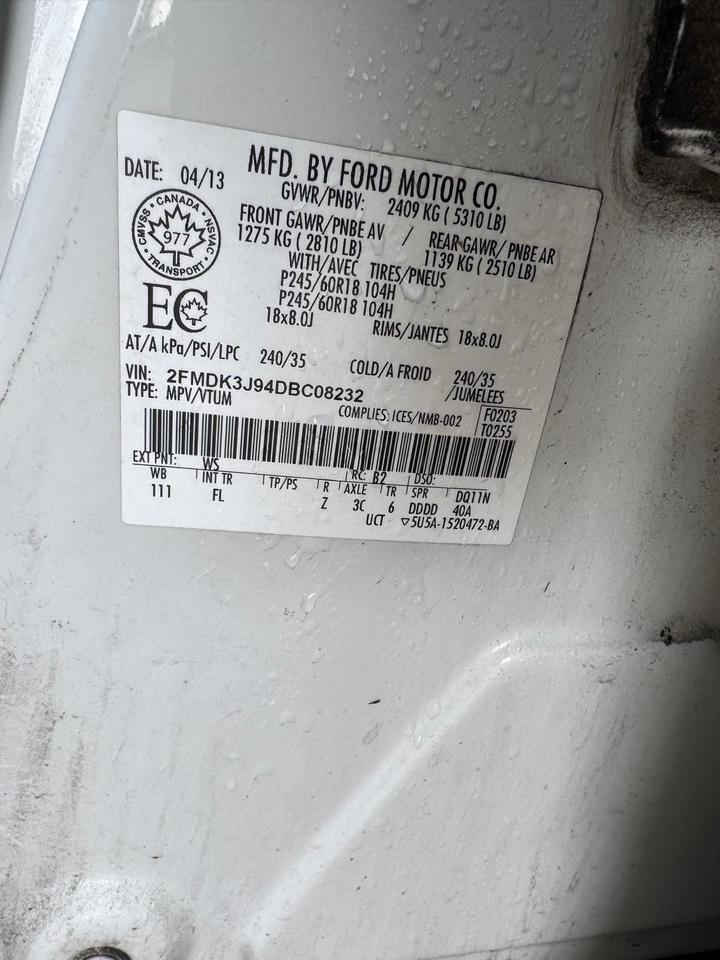 MFD. BY FORD MOTOR CO.
DATE: 04/13
GVWR/PNBV: 2409 KG ( 5310 LB)
FRONT GAWR/PNBE AV / REAR GAWR/ PNBE AR
1275 KG ( 2810 LB) 1139 KG ( 2510 LB)
WITH/AVEC TIRES/PNEUS
P245/60R18 104H
P245/60R18 104H
18x8.0J RIMS/JANTES 18x8.0J
CMVSS • CANADA • NSVAC • TRANSPORT •
977
EC
AT/A kPa/PSI/LPC 240/35 COLD/A FROID 240/35
VIN: 2FMDK3J94DBC08232 /JUMELEES
TYPE: MPV/VTUM
COMPLIES: ICES/NMB-002
F0203
T0255
EXT PNT: WS RC: B2 DSO:
WB INT TR TP/PS R AXLE TR SPR DQ11N
111 FL Z 3C 6 DDDD 40A
UCT ▽5U5A-1520472-BA